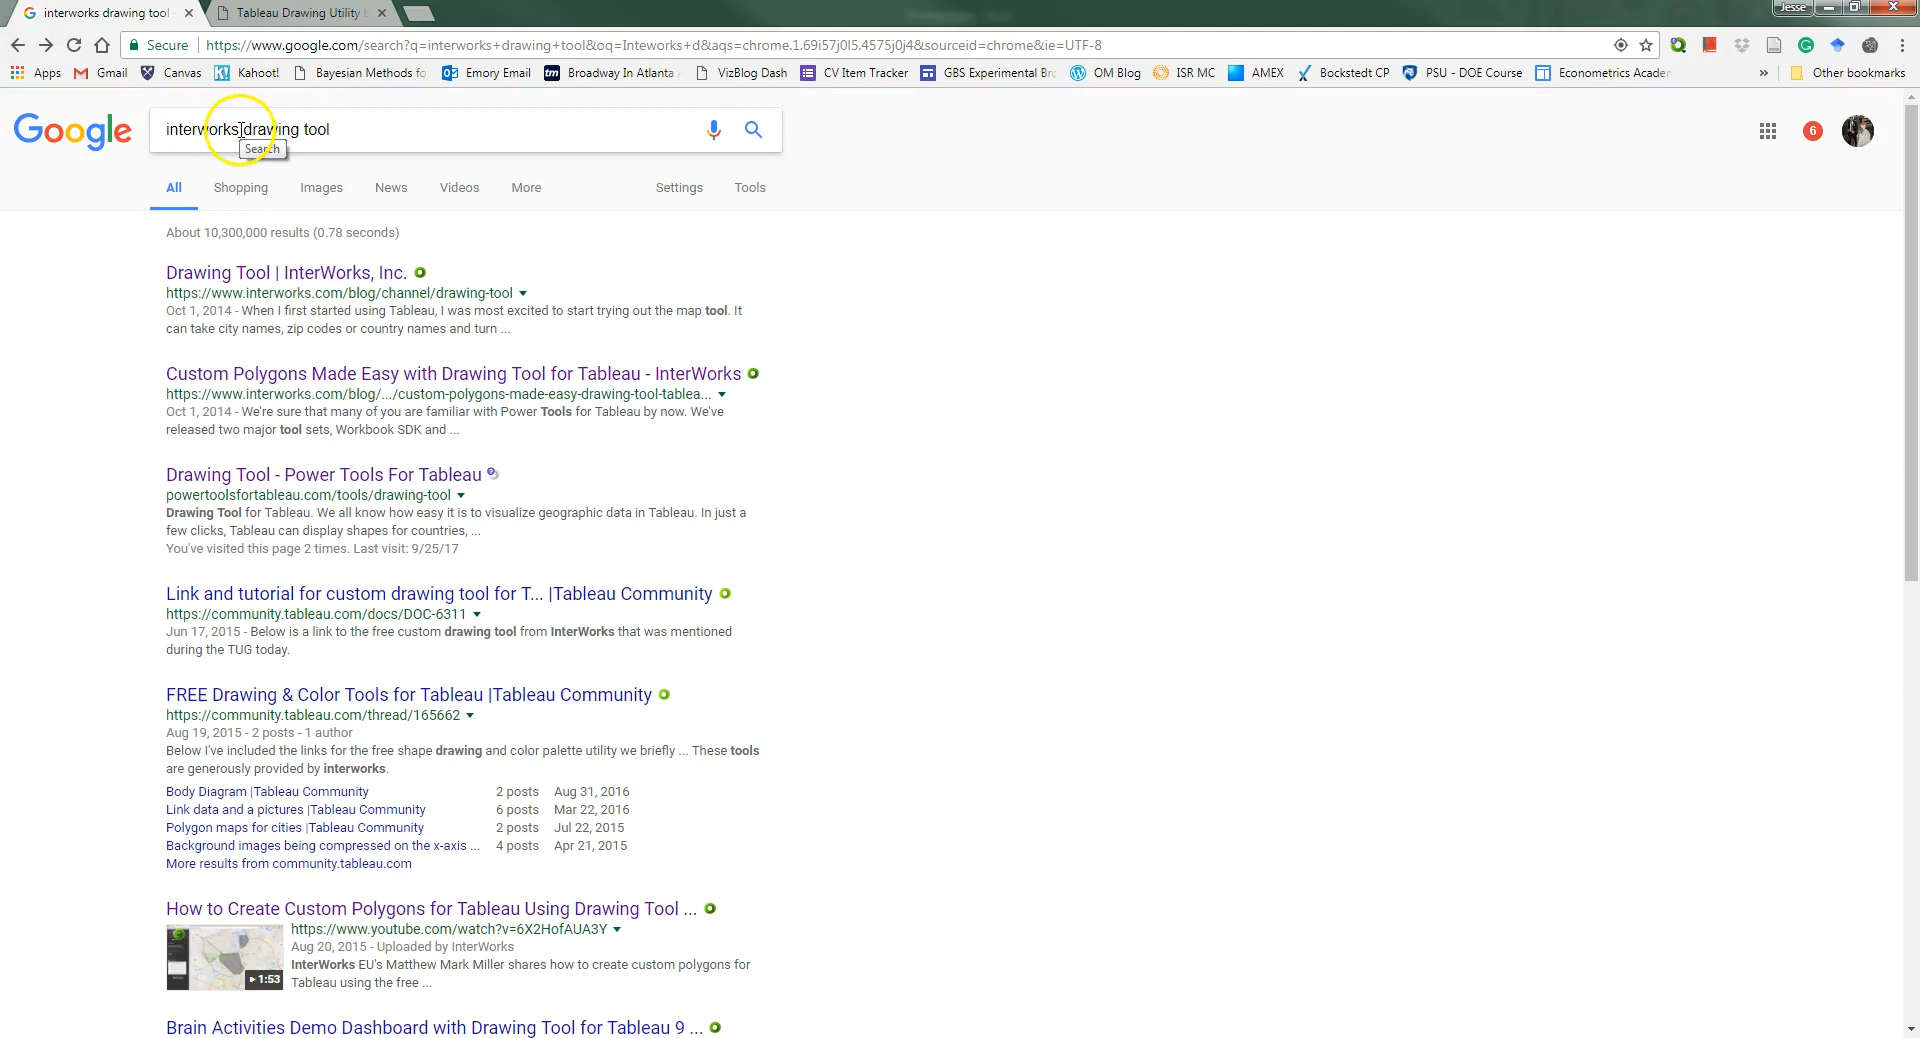 interworks drawing tool
Tableau Drawing Utility
Jesse
Secure
https://www.google.com/search?q=interworks+drawing+tool&oq=Inteworks+d&aqs=chrome.1.69i57j0l5.4575j0j4&sourceid=chrome&ie=UTF-8
Apps Gmail Canvas Kahoot! Bayesian Methods fo Emory Email tm Broadway In Atlanta VizBlog Dash CV Item Tracker GBS Experimental Br OM Blog ISR MC AMEX Bockstedt CP PSU - DOE Course Econometrics Academ » Other bookmarks
Google
interworks drawing tool
6
Search
All Shopping Images News Videos More Settings Tools
About 10,300,000 results (0.78 seconds)
Drawing Tool | InterWorks, Inc.
https://www.interworks.com/blog/channel/drawing-tool
Oct 1, 2014 - When I first started using Tableau, I was most excited to start trying out the map tool. It
can take city names, zip codes or country names and turn ...
Custom Polygons Made Easy with Drawing Tool for Tableau - InterWorks
https://www.interworks.com/blog/.../custom-polygons-made-easy-drawing-tool-tablea...
Oct 1, 2014 - We're sure that many of you are familiar with Power Tools for Tableau by now. We've
released two major tool sets, Workbook SDK and ...
Drawing Tool - Power Tools For Tableau
powertoolsfortableau.com/tools/drawing-tool
Drawing Tool for Tableau. We all know how easy it is to visualize geographic data in Tableau. In just a
few clicks, Tableau can display shapes for countries, ...
You've visited this page 2 times. Last visit: 9/25/17
Link and tutorial for custom drawing tool for T... |Tableau Community
https://community.tableau.com/docs/DOC-6311
Jun 17, 2015 - Below is a link to the free custom drawing tool from InterWorks that was mentioned
during the TUG today.
FREE Drawing & Color Tools for Tableau |Tableau Community
https://community.tableau.com/thread/165662
Aug 19, 2015 - 2 posts - 1 author
Below I've included the links for the free shape drawing and color palette utility we briefly ... These tools
are generously provided by interworks.
Body Diagram |Tableau Community 2 posts Aug 31, 2016
Link data and a pictures |Tableau Community 6 posts Mar 22, 2016
Polygon maps for cities |Tableau Community 2 posts Jul 22, 2015
Background images being compressed on the x-axis ... 4 posts Apr 21, 2015
More results from community.tableau.com
How to Create Custom Polygons for Tableau Using Drawing Tool ...
https://www.youtube.com/watch?v=6X2HofAUA3Y
Aug 20, 2015 - Uploaded by InterWorks
InterWorks EU's Matthew Mark Miller shares how to create custom polygons for
1:53
Tableau using the free ...
Brain Activities Demo Dashboard with Drawing Tool for Tableau 9 ...